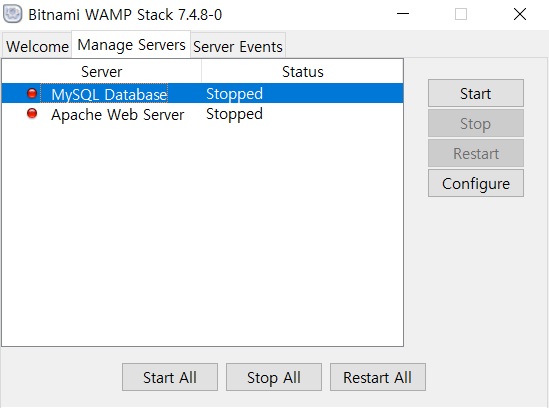 Bitnami WAMP Stack 7.4.8-0
Welcome Manage Servers Server Events
Server Status
MySQL Database Stopped
Apache Web Server Stopped
Start
Stop
Restart
Configure
Start All Stop All Restart All